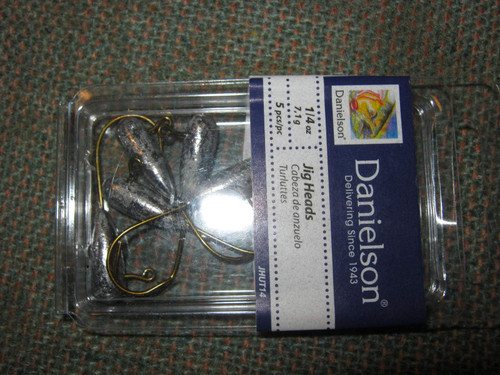 Danielson®
Danielson®
Delivering Since 1943
1/4 oz
7,1 g
5 pcs/pc
Jig Heads
Cabeza de anzuelo
Turluttes
JHUT14